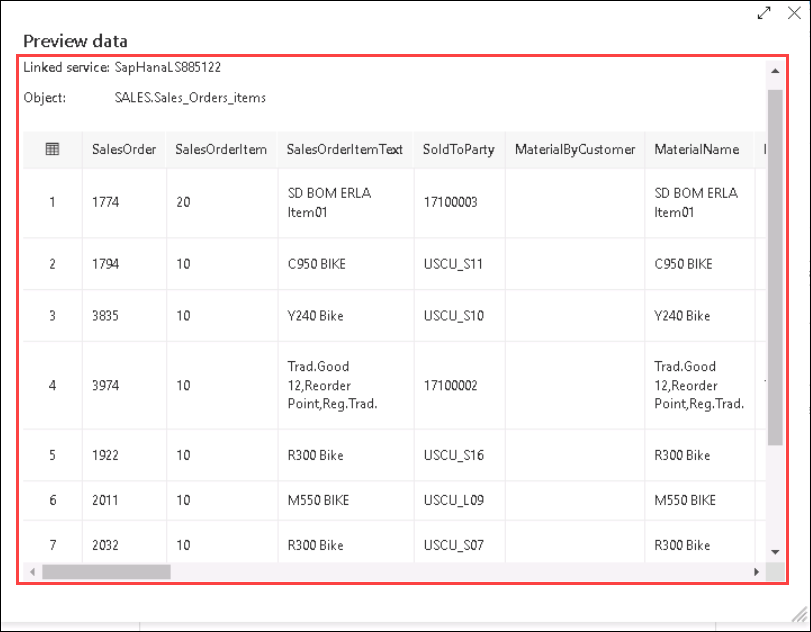 Preview data
Linked service: SapHanaLS885122
Object: SALES.Sales_Orders_items
SalesOrder SalesOrderItem SalesOrderItemText SoldToParty MaterialByCustomer MaterialName
1 1774 20 SD BOM ERLA Item01 17100003 SD BOM ERLA Item01
2 1794 10 C950 BIKE USCU_S11 C950 BIKE
3 3835 10 Y240 Bike USCU_S10 Y240 Bike
4 3974 10 Trad.Good 12,Reorder Point,Reg.Trad. 17100002 Trad.Good 12,Reorder Point,Reg.Trad.
5 1922 10 R300 Bike USCU_S16 R300 Bike
6 2011 10 M550 BIKE USCU_L09 M550 BIKE
7 2032 10 R300 Bike USCU_S07 R300 Bike